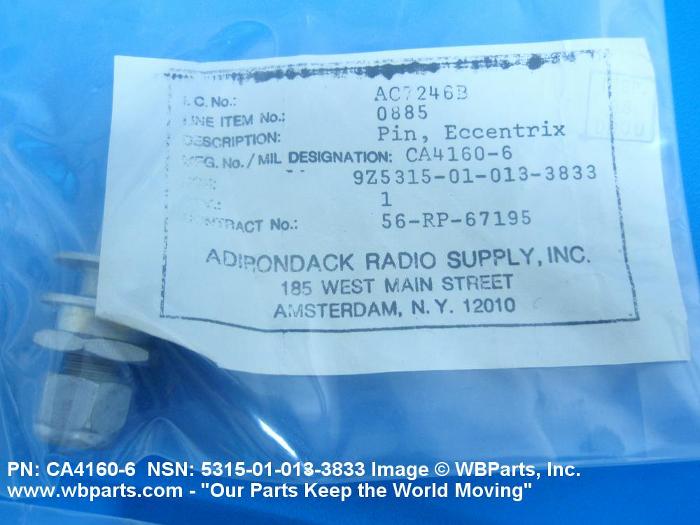 I.C. No.: AC7246B
LINE ITEM No.: 0885
DESCRIPTION: Pin, Eccentrix
MFG. No./MIL DESIGNATION: CA4160-6
9Z5315-01-013-3833
1
CONTRACT No.: 56-RP-67195
ADIRONDACK RADIO SUPPLY, INC.
185 WEST MAIN STREET
AMSTERDAM, N.Y. 12010
PN: CA4160-6 NSN: 5315-01-013-3833 Image © WBParts, Inc.
www.wbparts.com - "Our Parts Keep the World Moving"